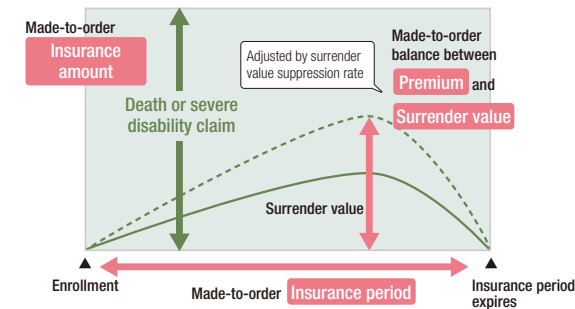 Made-to-order
Insurance
amount
Death or severe
disability claim
Adjusted by surrender
value suppression rate
Made-to-order
balance between
Premium and
Surrender value
Surrender value
Enrollment
Made-to-order Insurance period
Insurance period
expires